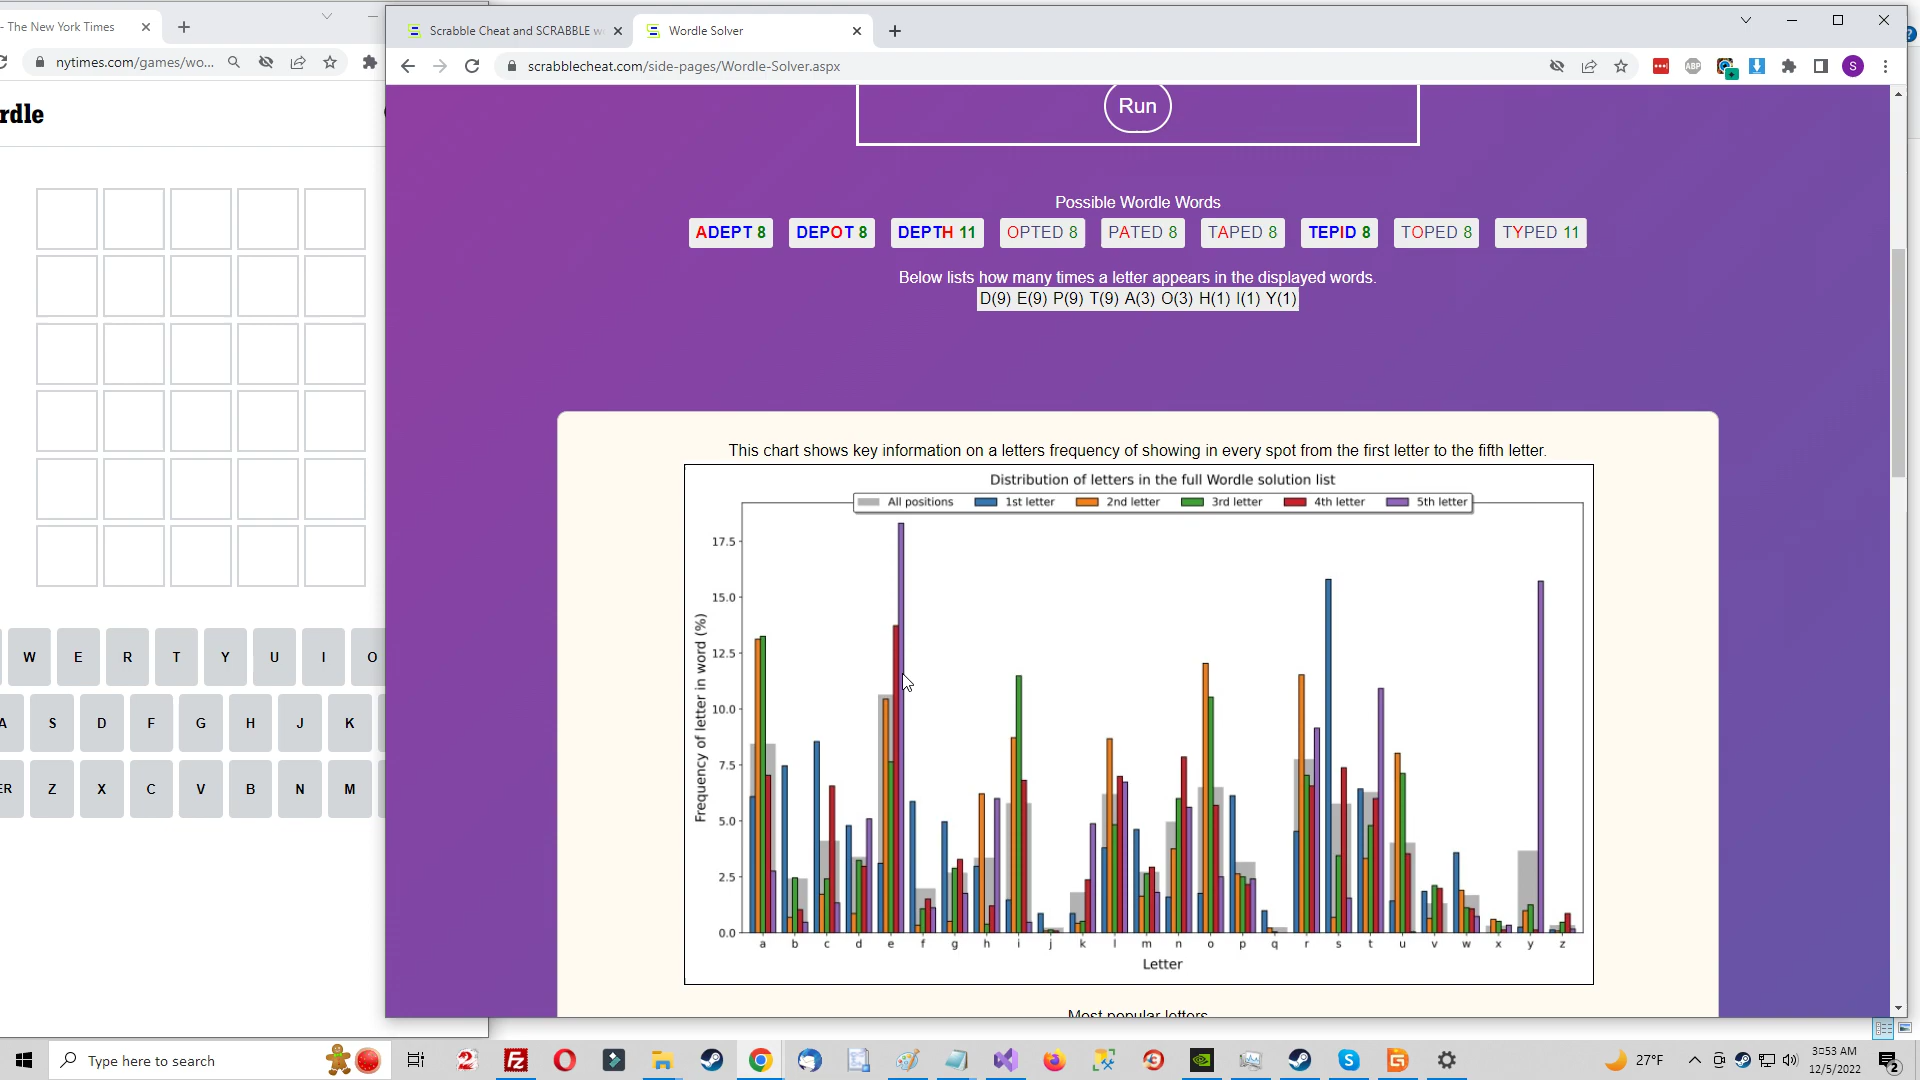 - The New York Times
nytimes.com/games/wo...
rdle
W E R T Y U I O
A S D F G H J K
ER Z X C V B N M
Scrabble Cheat and SCRABBLE w
Wordle Solver
scrabblecheat.com/side-pages/Wordle-Solver.aspx
ABP
S
Run
Possible Wordle Words
ADEPT 8 DEPOT 8 DEPTH 11 OPTED 8 PATED 8 TAPED 8 TEPID 8 TOPED 8 TYPED 11
Below lists how many times a letter appears in the displayed words.
D(9) E(9) P(9) T(9) A(3) O(3) H(1) I(1) Y(1)
This chart shows key information on a letters frequency of showing in every spot from the first letter to the fifth letter.
Distribution of letters in the full Wordle solution list
All positions 1st letter 2nd letter 3rd letter 4th letter 5th letter
Frequency of letter in word (%)
17.5
15.0
12.5
10.0
7.5
5.0
2.5
0.0
a b c d e f g h i j k l m n o p q r s t u v w x y z
Letter
Most popular letters
Type here to search
27°F
3:53 AM
12/5/2022
2